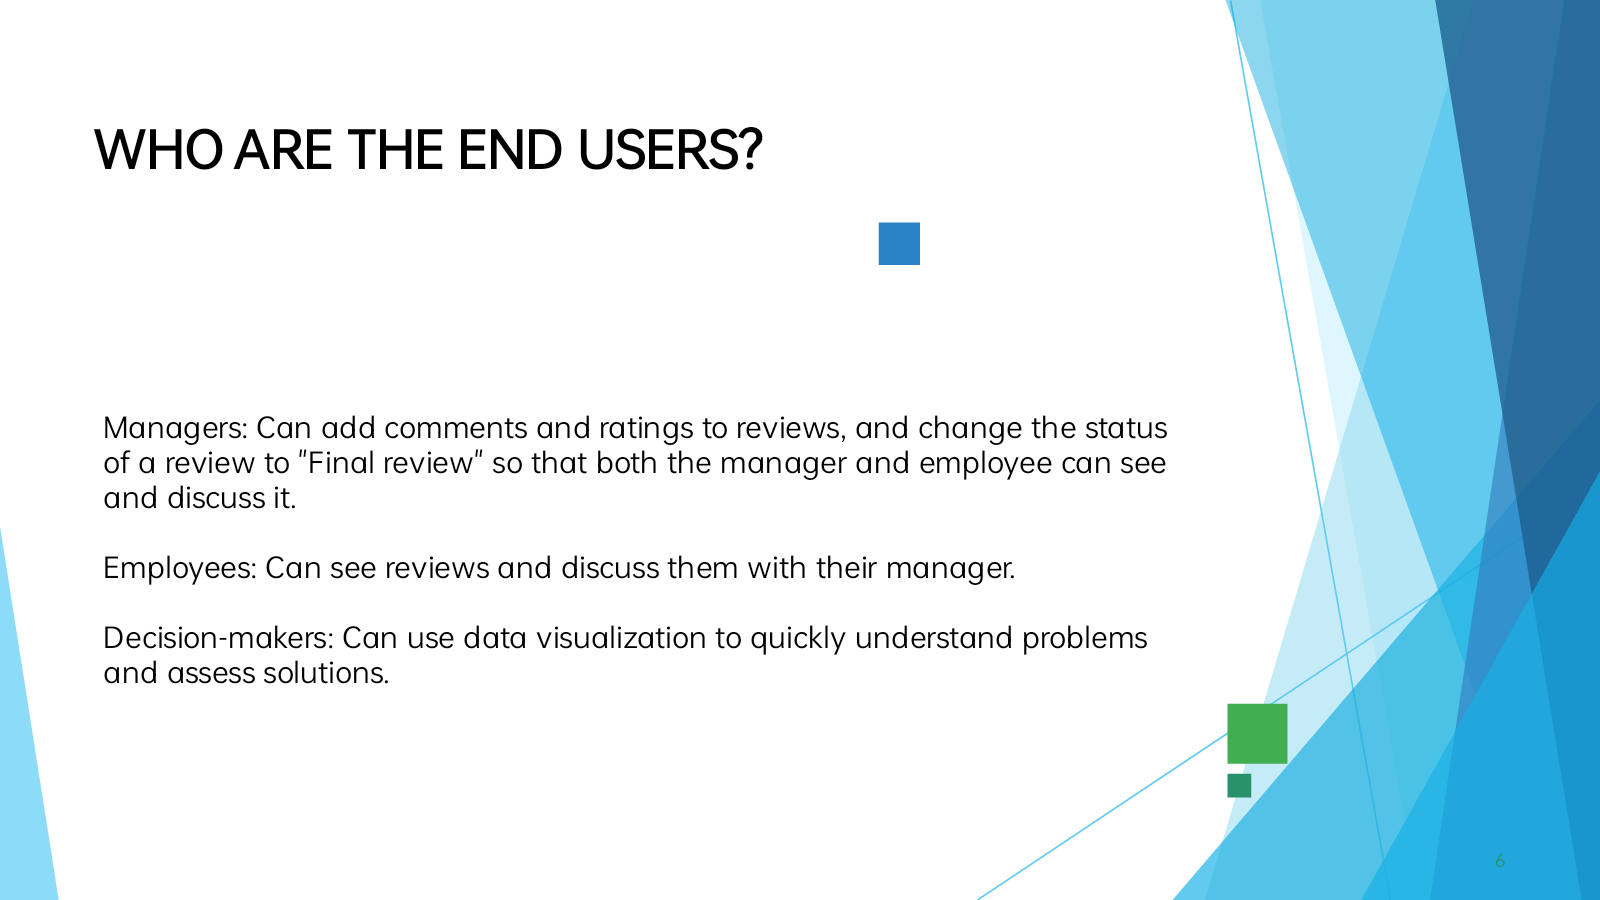 WHO ARE THE END USERS?
Managers: Can add comments and ratings to reviews, and change the status
of a review to "Final review" so that both the manager and employee can see
and discuss it.
Employees: Can see reviews and discuss them with their manager.
Decision-makers: Can use data visualization to quickly understand problems
and assess solutions.
6